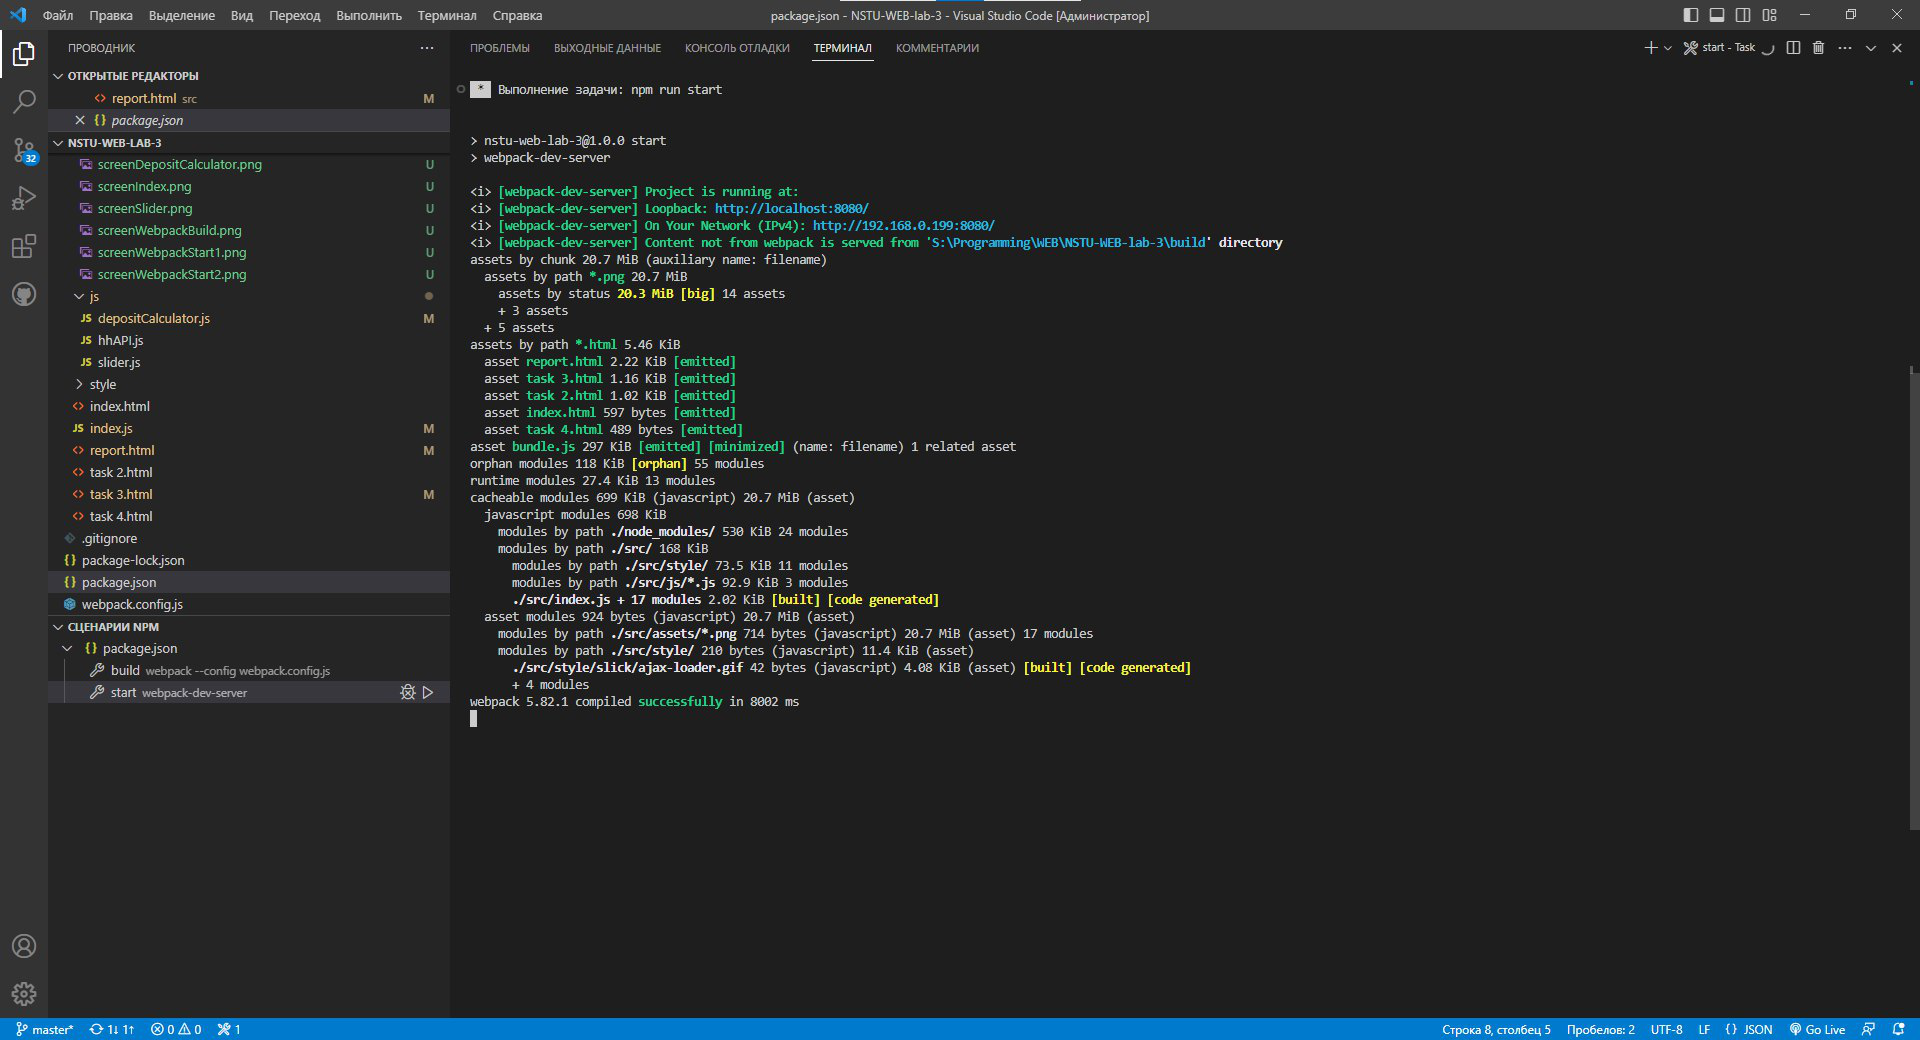 Файл Правка Выделение Вид Переход Выполнить Терминал Справка
package.json - NSTU-WEB-lab-3 - Visual Studio Code [Администратор]
ПРОВОДНИК
ОТКРЫТЫЕ РЕДАКТОРЫ
report.html src M
package.json
NSTU-WEB-LAB-3
screenDepositCalculator.png U
screenIndex.png U
screenSlider.png U
screenWebpackBuild.png U
screenWebpackStart1.png U
screenWebpackStart2.png U
js
JS depositCalculator.js M
JS hhAPI.js
JS slider.js
style
index.html
JS index.js M
report.html M
task 2.html
task 3.html M
task 4.html
.gitignore
package-lock.json
package.json
webpack.config.js
СЦЕНАРИИ NPM
package.json
build webpack --config webpack.config.js
start webpack-dev-server
32
ПРОБЛЕМЫ ВЫХОДНЫЕ ДАННЫЕ КОНСОЛЬ ОТЛАДКИ ТЕРМИНАЛ КОММЕНТАРИИ
start - Task
* Выполнение задачи: npm run start
> nstu-web-lab-3@1.0.0 start
> webpack-dev-server
<i> [webpack-dev-server] Project is running at:
<i> [webpack-dev-server] Loopback: http://localhost:8080/
<i> [webpack-dev-server] On Your Network (IPv4): http://192.168.0.199:8080/
<i> [webpack-dev-server] Content not from webpack is served from 'S:\Programming\WEB\NSTU-WEB-lab-3\build' directory
assets by chunk 20.7 MiB (auxiliary name: filename)
assets by path *.png 20.7 MiB
assets by status 20.3 MiB [big] 14 assets
+ 3 assets
+ 5 assets
assets by path *.html 5.46 KiB
asset report.html 2.22 KiB [emitted]
asset task 3.html 1.16 KiB [emitted]
asset task 2.html 1.02 KiB [emitted]
asset index.html 597 bytes [emitted]
asset task 4.html 489 bytes [emitted]
asset bundle.js 297 KiB [emitted] [minimized] (name: filename) 1 related asset
orphan modules 118 KiB [orphan] 55 modules
runtime modules 27.4 KiB 13 modules
cacheable modules 699 KiB (javascript) 20.7 MiB (asset)
javascript modules 698 KiB
modules by path ./node_modules/ 530 KiB 24 modules
modules by path ./src/ 168 KiB
modules by path ./src/style/ 73.5 KiB 11 modules
modules by path ./src/js/*.js 92.9 KiB 3 modules
./src/index.js + 17 modules 2.02 KiB [built] [code generated]
asset modules 924 bytes (javascript) 20.7 MiB (asset)
modules by path ./src/assets/*.png 714 bytes (javascript) 20.7 MiB (asset) 17 modules
modules by path ./src/style/ 210 bytes (javascript) 11.4 KiB (asset)
./src/style/slick/ajax-loader.gif 42 bytes (javascript) 4.08 KiB (asset) [built] [code generated]
+ 4 modules
webpack 5.82.1 compiled successfully in 8002 ms
master* 1↓ 1↑ 0 0 1
Строка 8, столбец 5 Пробелов: 2 UTF-8 LF {} JSON Go Live